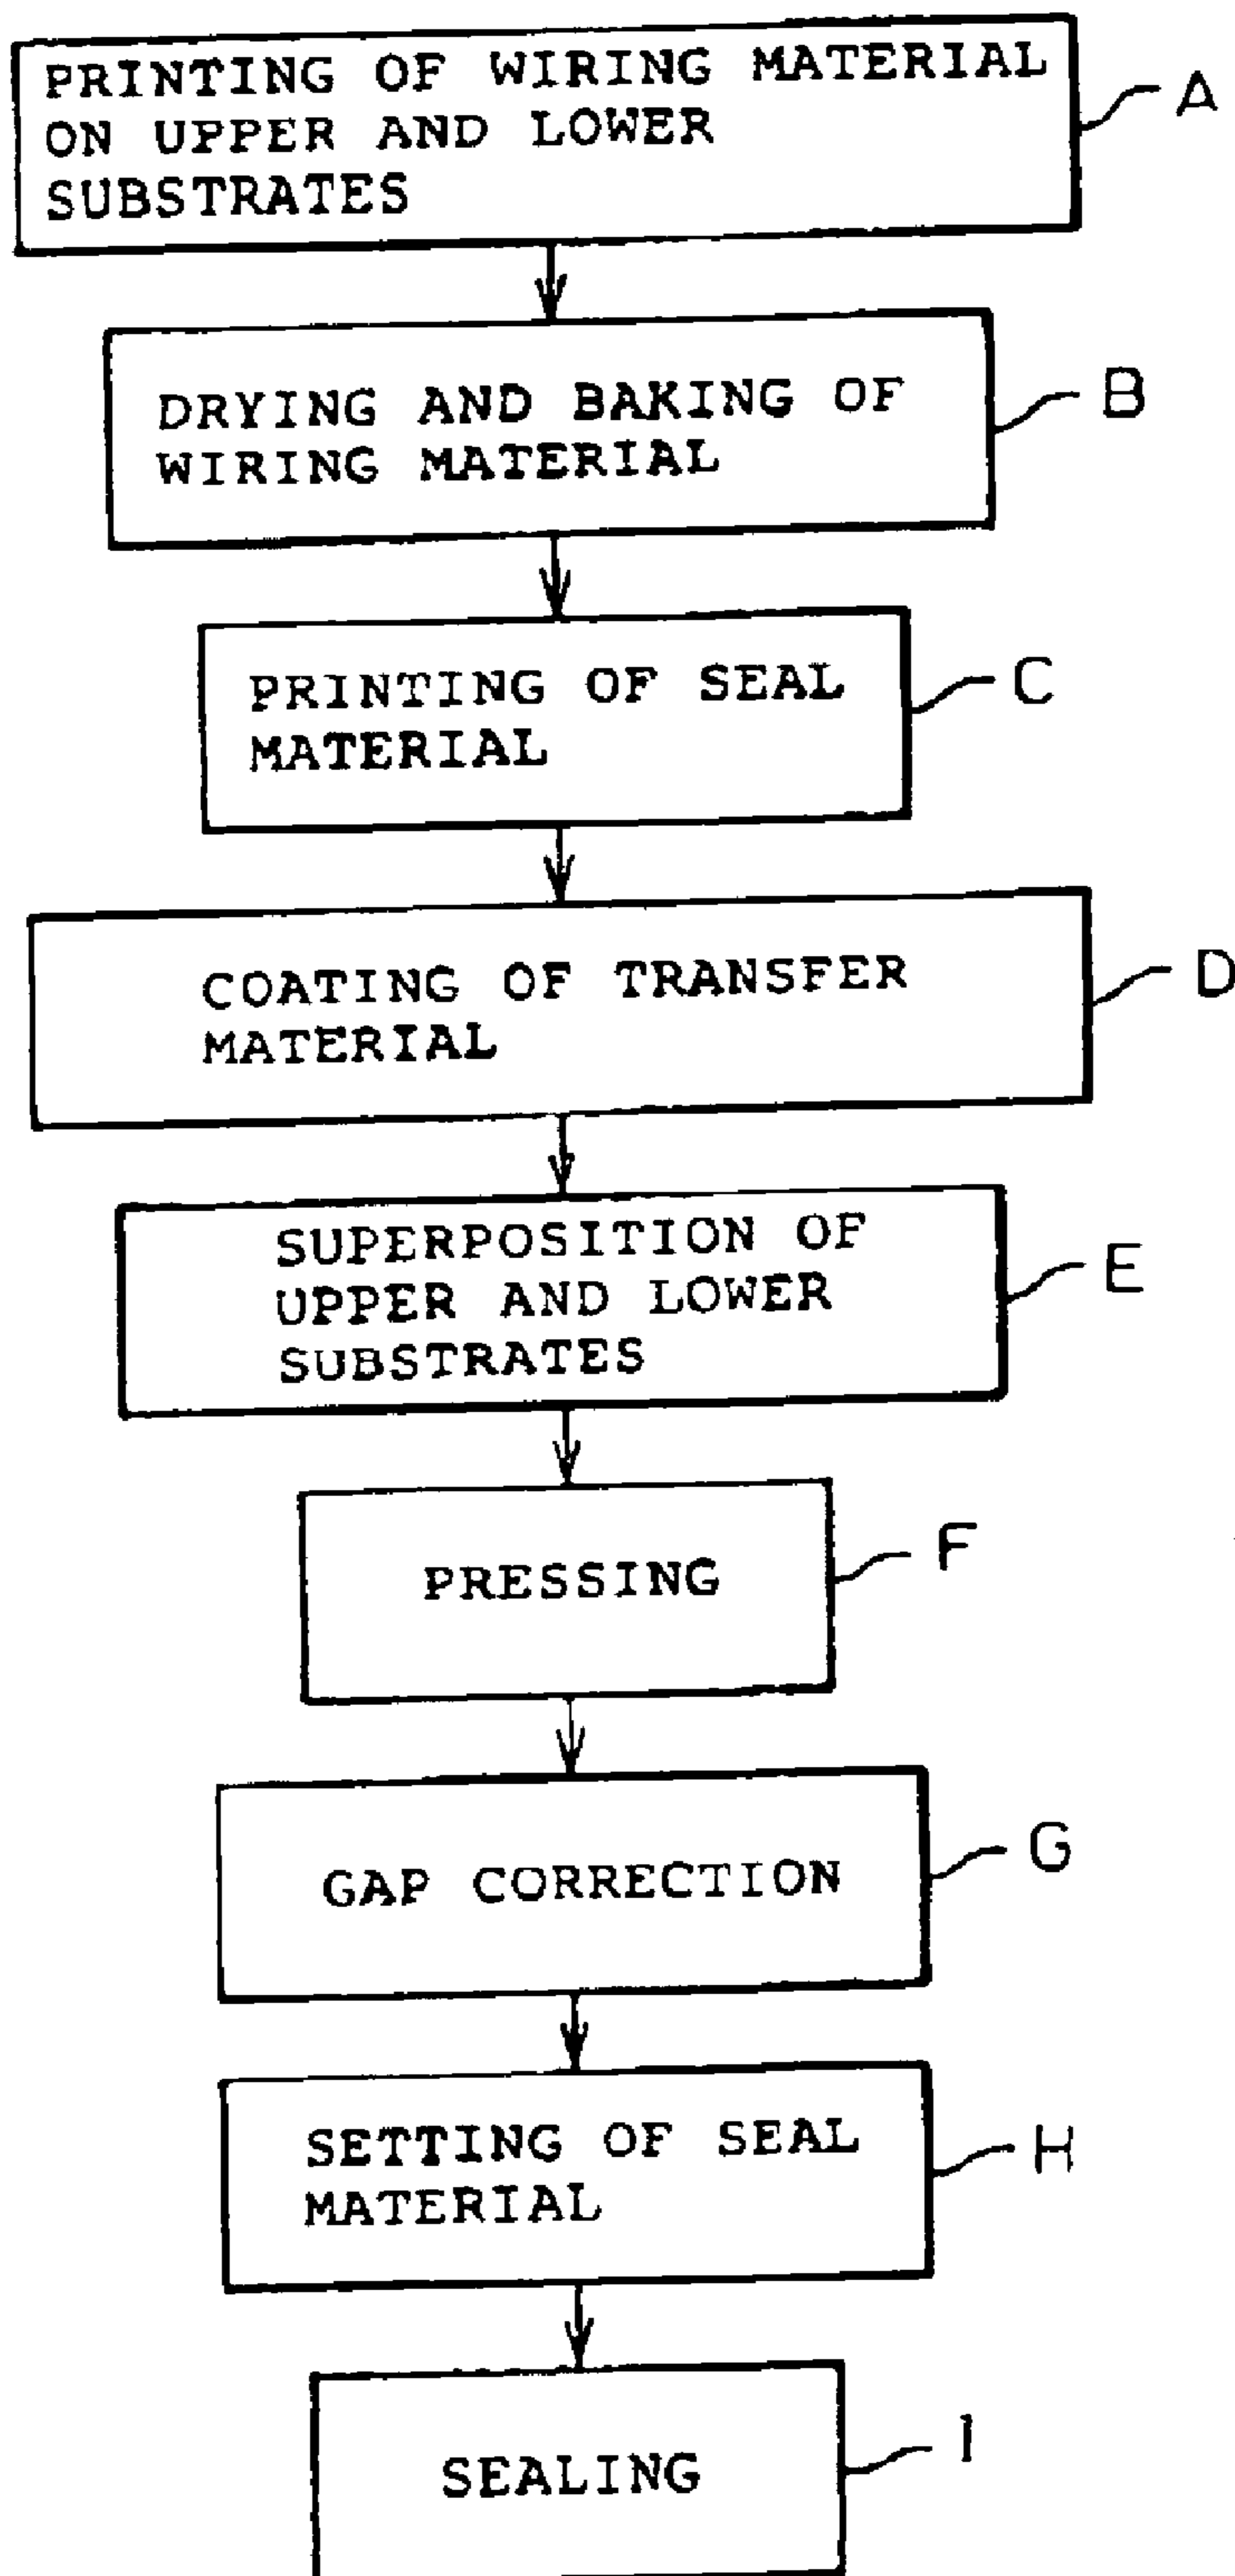 PRINTING OF WIRING MATERIAL
ON UPPER AND LOWER
SUBSTRATES
A
DRYING AND BAKING OF
WIRING MATERIAL
B
PRINTING OF SEAL
MATERIAL
C
COATING OF TRANSFER
MATERIAL
D
SUPERPOSITION OF
UPPER AND LOWER
SUBSTRATES
E
PRESSING
F
GAP CORRECTION
G
SETTING OF SEAL
MATERIAL
H
SEALING
I